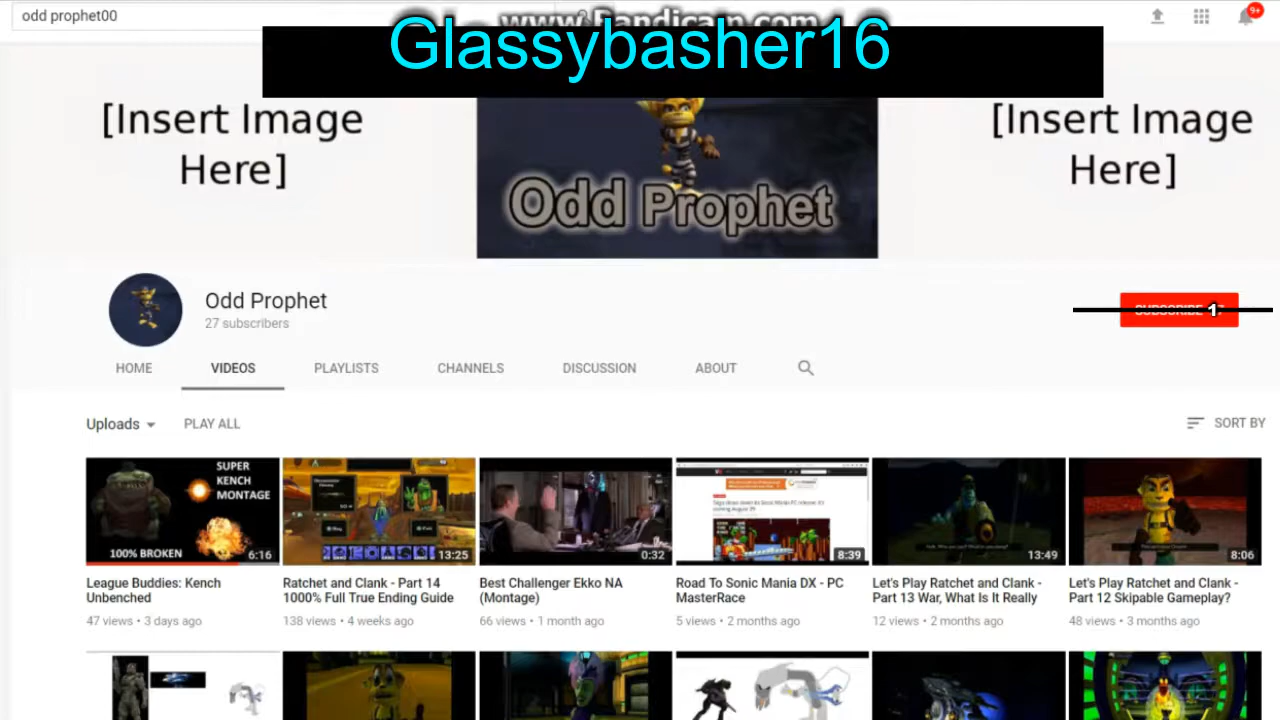 odd prophet00
www.Bandicam.com
9+
Glassybasher16
[Insert Image
Here]
[Insert Image
Here]
Odd Prophet
Odd Prophet
27 subscribers
SUBSCRIBE 1
HOME
VIDEOS
PLAYLISTS
CHANNELS
DISCUSSION
ABOUT
Uploads
PLAY ALL
SORT BY
SUPER
KENCH
MONTAGE
100% BROKEN
6:16
13:25
0:32
8:39
13:49
8:06
League Buddies: Kench
Unbenched
47 views • 3 days ago
Ratchet and Clank - Part 14
1000% Full True Ending Guide
138 views • 4 weeks ago
Best Challenger Ekko NA
(Montage)
66 views • 1 month ago
Road To Sonic Mania DX - PC
MasterRace
5 views • 2 months ago
Let's Play Ratchet and Clank -
Part 13 War, What Is It Really
12 views • 2 months ago
Let's Play Ratchet and Clank -
Part 12 Skipable Gameplay?
48 views • 3 months ago